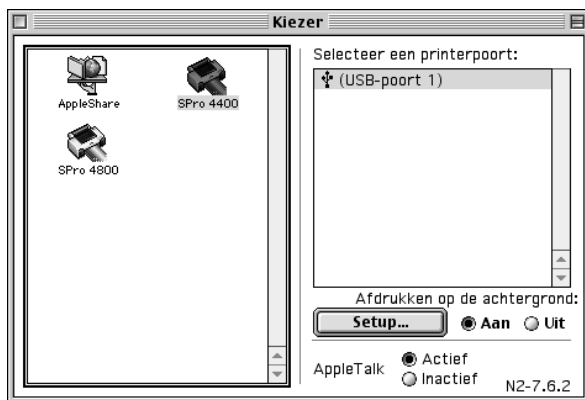 Kiezer
AppleShare
SPro 4400
SPro 4800
Selecteer een printerpoort:
(USB-poort 1)
Afdrukken op de achtergrond:
Setup...
Aan
Uit
AppleTalk
Actief
Inactief
N2-7.6.2